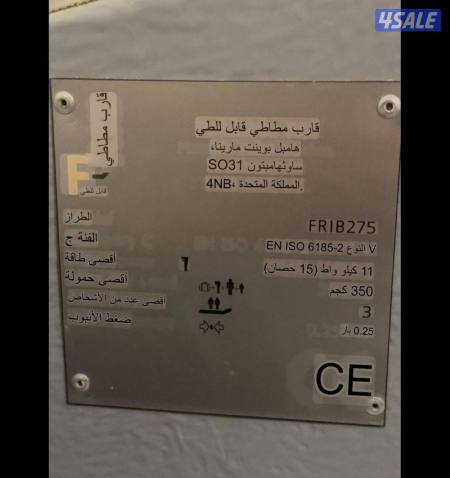 4SALE
قارب مطاطي
قابل للطي
قارب مطاطي قابل للطي
هامبل بوينت مارينا،
ساوثهامبتون SO31
4NB، المملكة المتحدة.
الطراز FRIB275
الفئة ج EN ISO 6185-2 النوع V
أقصى طاقة 11 كيلو واط (15 حصان)
أقصى حمولة 350 كجم
أقصى عدد من الأشخاص 3
ضغط الأنبوب 0.25 بار
CE